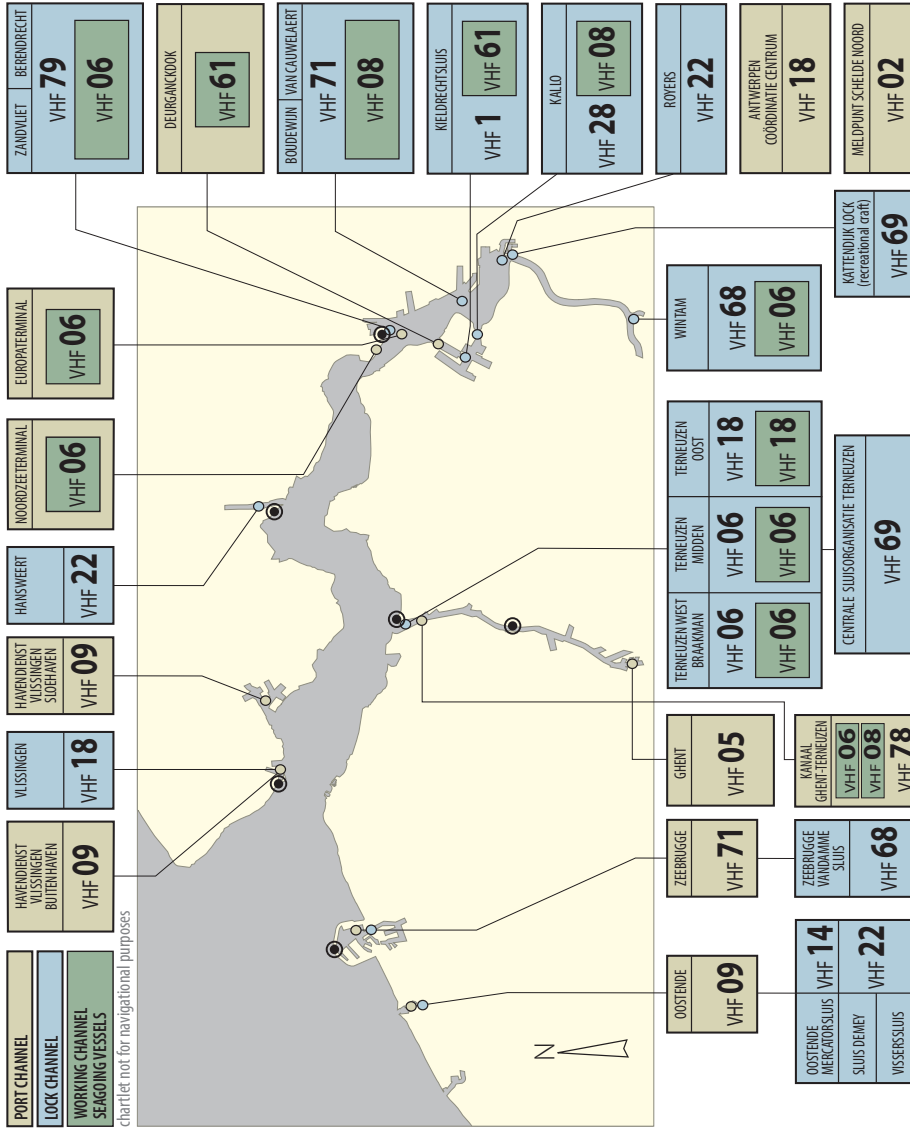 PORT CHANNEL
LOCK CHANNEL
WORKING CHANNEL
SEAGOING VESSELS
chartlet not for navigational purposes
HAVENDIENST
VLISSINGEN
BUITENHAVEN
VHF 09
VLISSINGEN
VHF 18
HAVENDIENST
VLISSINGEN
SLOEHAVEN
VHF 09
HANSWEERT
VHF 22
NOORDZEETERMINAL
VHF 06
EUROPATERMINAL
VHF 06
ZANDVLIET
BERENDRECHT
VHF 79
VHF 06
DEURGANCKDOK
VHF 61
BOUDEWIJN
VAN CAUWELAERT
VHF 71
VHF 08
KIELDRECHTSLUIS
VHF 1
VHF 61
KALLO
VHF 28
VHF 08
ROYERS
VHF 22
ANTWERPEN
COÖRDINATIE CENTRUM
VHF 18
MELDPUNT SCHELDE NOORD
VHF 02
N
OOSTENDE
VHF 09
OOSTENDE
MERCATORSLUIS
VHF 14
SLUIS DEMEY
VHF 22
VISSERSSLUIS
ZEEBRUGGE
VHF 71
ZEEBRUGGE
VANDAMME
SLUIS
VHF 68
GHENT
VHF 05
KANAAL
GHENT-TERNEUZEN
VHF 06
VHF 08
VHF 78
TERNEUZEN WEST
BRAAKMAN
VHF 06
VHF 06
TERNEUZEN
MIDDEN
VHF 06
VHF 06
TERNEUZEN
OOST
VHF 18
VHF 18
CENTRALE SLUISORGANISATIE TERNEUZEN
VHF 69
WINTAM
VHF 68
VHF 06
KATTENDIJK LOCK
(recreational craft)
VHF 69